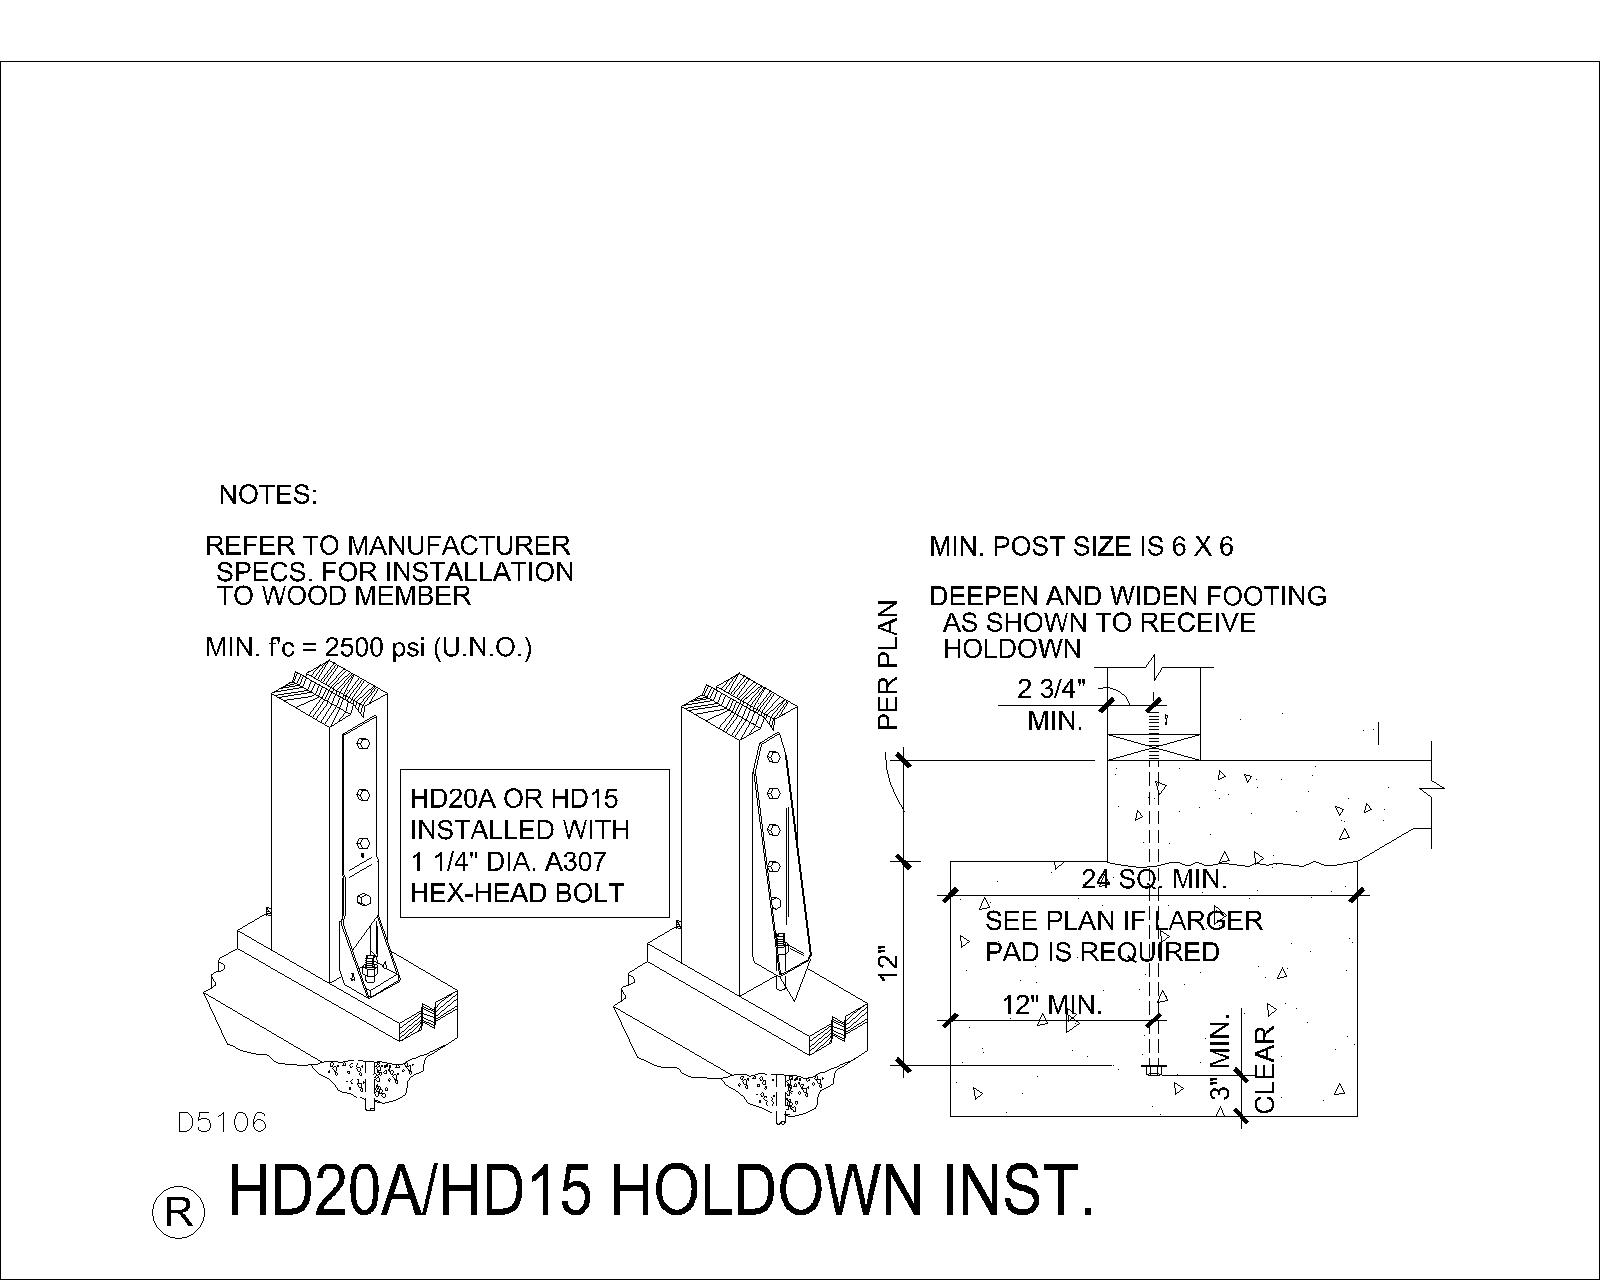 NOTES:
REFER TO MANUFACTURER
SPECS. FOR INSTALLATION
TO WOOD MEMBER
MIN. f'c = 2500 psi (U.N.O.)
HD20A OR HD15
INSTALLED WITH
1 1/4" DIA. A307
HEX-HEAD BOLT
MIN. POST SIZE IS 6 X 6
DEEPEN AND WIDEN FOOTING
AS SHOWN TO RECEIVE
HOLDOWN
PER PLAN
2 3/4"
MIN.
24 SQ. MIN.
SEE PLAN IF LARGER
PAD IS REQUIRED
12"
12" MIN.
3" MIN.
CLEAR
D5106
R HD20A/HD15 HOLDOWN INST.